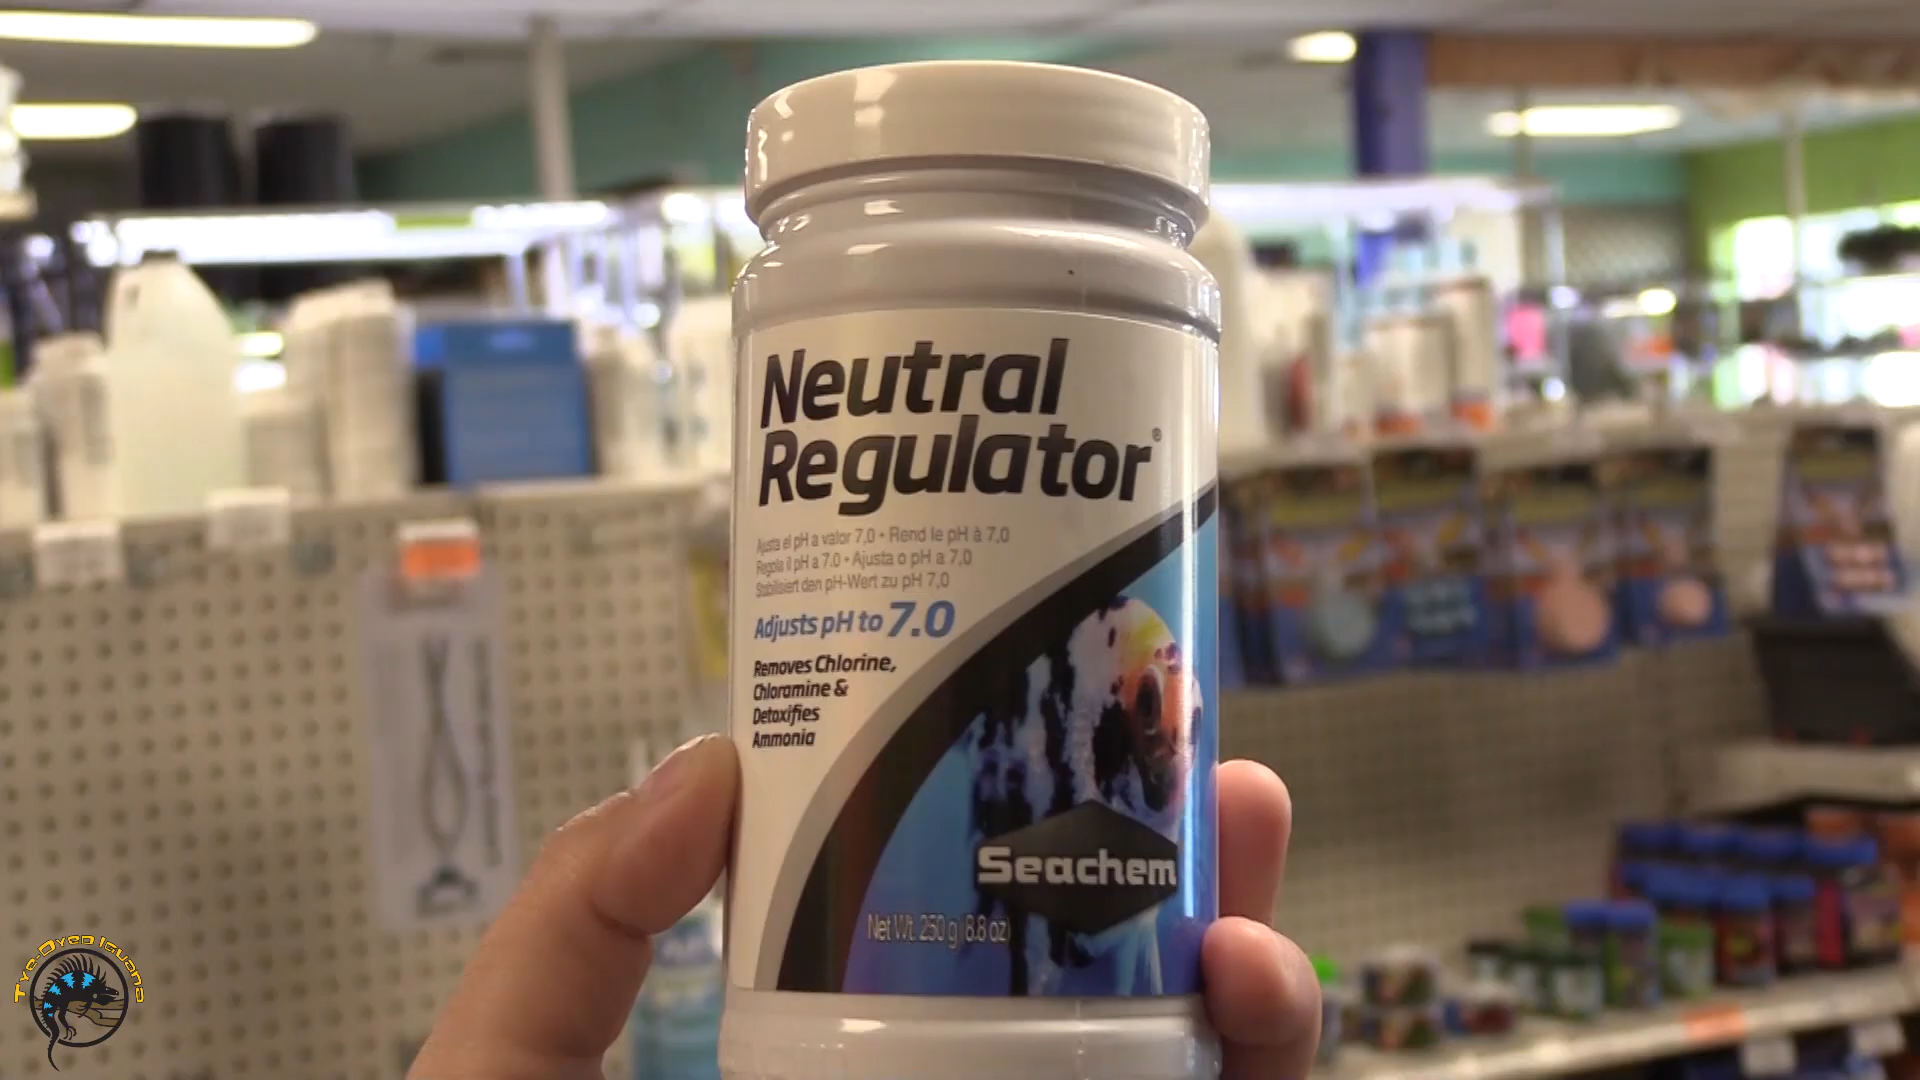 Neutral
Regulator®
Ajusta el pH a valor 7,0 • Rend le pH à 7,0
Regola il pH a 7.0 • Ajusta o pH a 7,0
Stabilisiert den pH-Wert zu pH 7,0
Adjusts pH to 7.0
Removes Chlorine,
Chloramine &
Detoxifies
Ammonia
Seachem
Net Wt. 250 g (8.8 oz)
Tye-Dyed Iguana